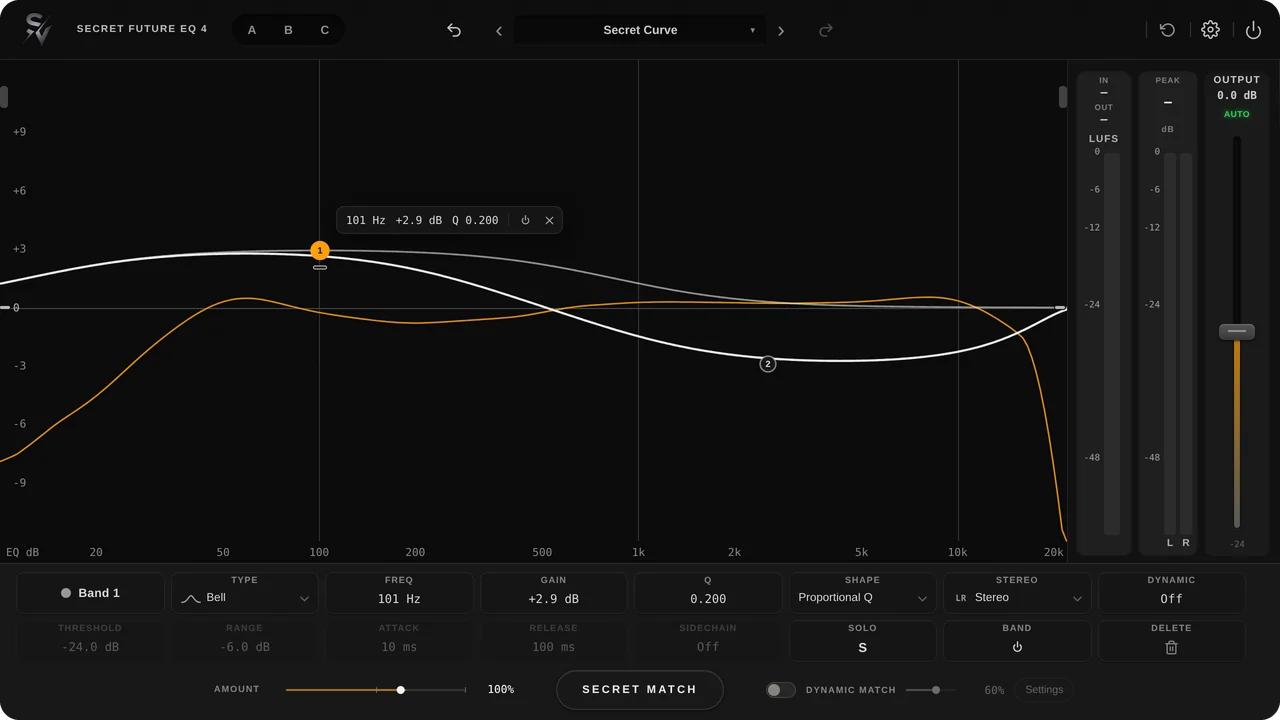 SECRET FUTURE EQ 4
A B C
Secret Curve
+9
+6
+3
0
-3
-6
-9
101 Hz +2.9 dB Q 0.200
1
2
EQ dB 20 50 100 200 500 1k 2k 5k 10k 20k
IN
–
OUT
–
LUFS
0
-6
-12
-24
-48
PEAK
–
dB
0
-6
-12
-24
-48
L R
OUTPUT
0.0 dB
AUTO
-24
Band 1
TYPE
Bell
FREQ
101 Hz
GAIN
+2.9 dB
Q
0.200
SHAPE
Proportional Q
STEREO
LR Stereo
DYNAMIC
Off
THRESHOLD
-24.0 dB
RANGE
-6.0 dB
ATTACK
10 ms
RELEASE
100 ms
SIDECHAIN
Off
SOLO
S
BAND
DELETE
AMOUNT 100%
SECRET MATCH
DYNAMIC MATCH 60% Settings